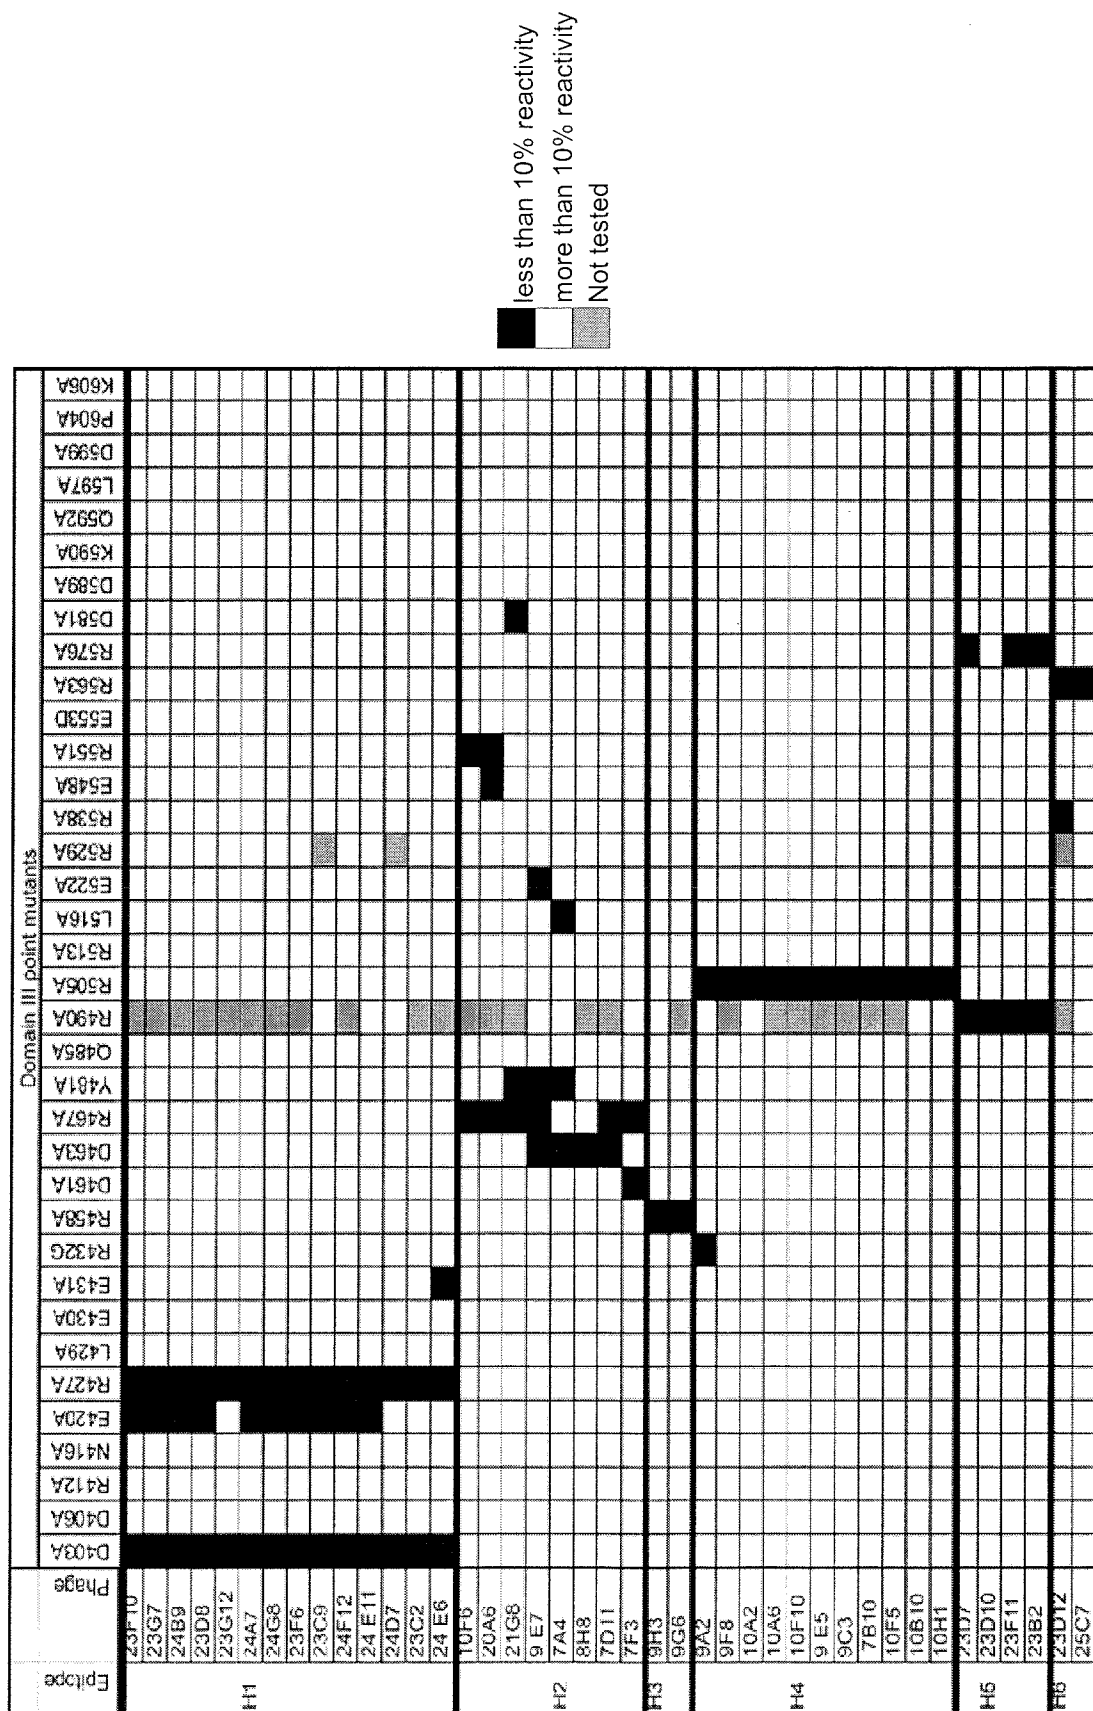 Domain III point mutants
Epitope
Phage
D403A
D406A
R412A
N416A
E420A
R427A
L429A
E430A
E431A
R432G
R458A
D461A
D463A
R467A
Y481A
Q485A
R490A
R505A
R513A
L516A
E522A
R529A
R538A
E548A
R551A
E553D
R563A
R576A
D581A
D589A
K590A
Q592A
L597A
D599A
P604A
K606A
H1
23F10
23G7
24B9
23D8
23G12
24A7
24G8
23F6
23C9
24F12
24 E11
24D7
23C2
24 E6
H2
10F6
20A6
21G8
9 E7
7A4
8H8
7D11
7F3
H3
9H3
9G6
H4
9A2
9F8
10A2
10A6
10F10
9 E5
9C3
7B10
10F5
10B10
10H1
H5
23D7
23D10
23F11
23B2
H6
23D12
25C7
less than 10% reactivity
more than 10% reactivity
Not tested